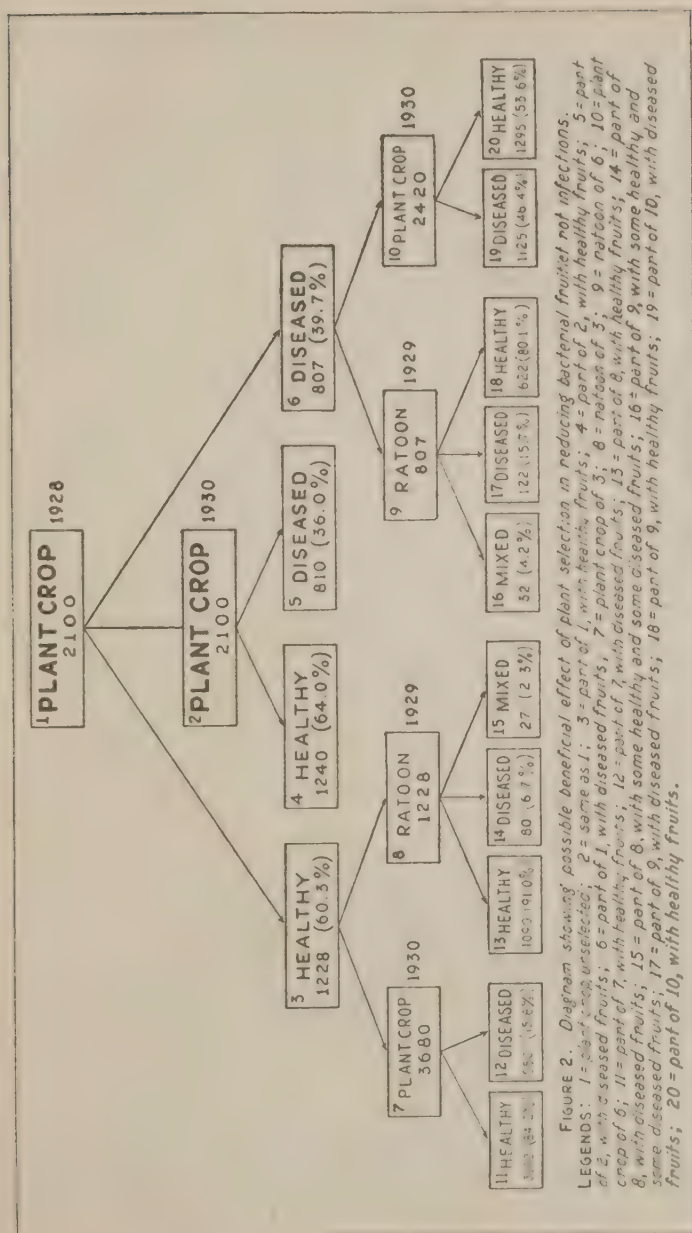 1 PLANT CROP 1928
2100
2 PLANT CROP 1930
2100
3 HEALTHY 4 HEALTHY 5 DISEASED 6 DISEASED
1228 (60.3%) 1240 (64.0%) 810 (36.0%) 807 (39.7%)
1930 1929 1929 1930
7 PLANT CROP 8 RATOON 9 RATOON 10 PLANT CROP
3680 1228 807 2420
11 HEALTHY 12 DISEASED 13 HEALTHY 14 DISEASED 15 MIXED 16 MIXED 17 DISEASED 18 HEALTHY 19 DISEASED 20 HEALTHY
80 (6.7%) 27 (2.3%) 32 (4.2%) 122 (15.7%) 622 (80.1%) 1125 (46.4%) 1295 (53.6%)
FIGURE 2. Diagram showing possible beneficial effect of plant selection in reducing bacterial fruitlet rot infections.
LEGENDS: 1 = plant crop, unselected; 2 = same as 1; 3 = part of 1, with healthy fruits; 4 = part of 2, with healthy fruits; 5 = part
of 2, with diseased fruits; 6 = part of 1, with diseased fruits, 7 = plant crop of 3; 8 = ratoon of 3; 9 = ratoon of 6; 10 = plant
crop of 6; 11 = part of 7, with healthy fruits; 12 = part of 7, with diseased fruits; 13 = part of 8, with healthy fruits; 14 = part of
8, with diseased fruits; 15 = part of 8, with some healthy and some diseased fruits; 16 = part of 9, with some healthy and
some diseased fruits; 17 = part of 9, with diseased fruits; 18 = part of 9, with healthy fruits; 19 = part of 10, with diseased
fruits; 20 = part of 10, with healthy fruits.